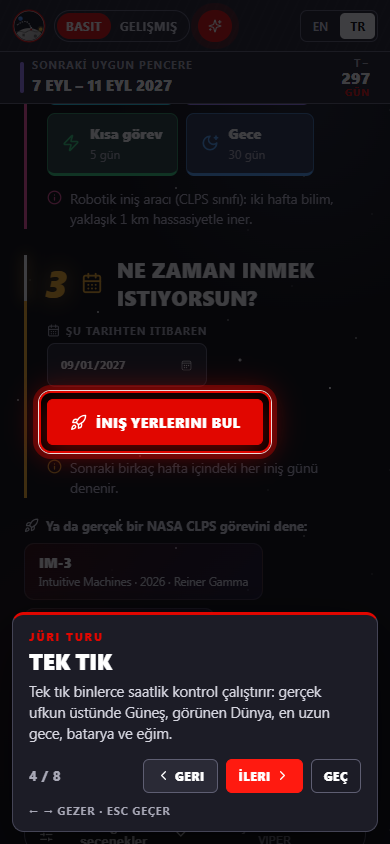 BASIT
GELIŞMIŞ
EN
TR
SONRAKI UYGUN PENCERE
7 EYL – 11 EYL 2027
T−
297
GÜN
Kısa görev
5 gün
Gece
30 gün
Robotik iniş aracı (CLPS sınıfı): iki hafta bilim,
yaklaşık 1 km hassasiyetle iner.
3
NE ZAMAN INMEK
ISTIYORSUN?
ŞU TARIHTEN ITIBAREN
09/01/2027
İNIŞ YERLERINI BUL
Sonraki birkaç hafta içindeki her iniş günü
denenir.
Ya da gerçek bir NASA CLPS görevini dene:
IM-3
Intuitive Machines · 2026 · Reiner Gamma
JÜRI TURU
TEK TIK
Tek tık binlerce saatlik kontrol çalıştırır: gerçek
ufkun üstünde Güneş, görünen Dünya, en uzun
gece, batarya ve eğim.
4 / 8
GERI
İLERI
GEÇ
← → GEZER · ESC GEÇER
seçenekler
VIPER